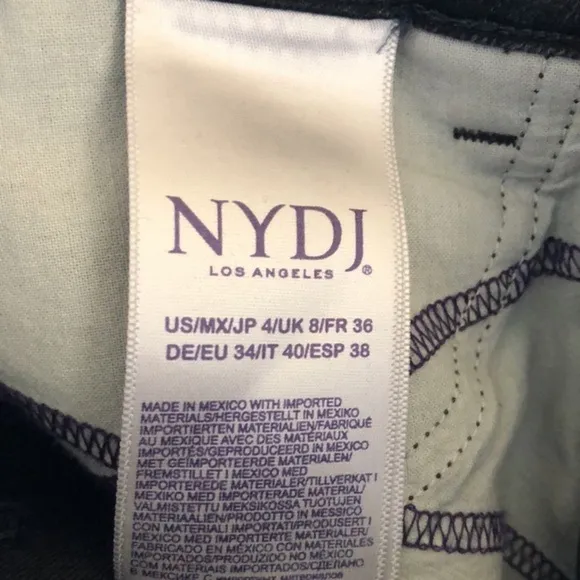 NYDJ®
LOS ANGELES
US/MX/JP 4/UK 8/FR 36
DE/EU 34/IT 40/ESP 38
MADE IN MEXICO WITH IMPORTED
MATERIALS/HERGESTELLT IN MEXIKO
IMPORTIERTEN MATERIALIEN/FABRIQUÉ
AU MEXIQUE AVEC DES MATÉRIAUX
IMPORTÉS/GEPRODUCEERD IN MEXICO
MET GEÏMPORTEERDE MATERIALEN/
FREMSTILLET I MEXICO MED
IMPORTEREDE MATERIALER/TILLVERKAT I
MEXIKO MED IMPORTERADE MATERIAL/
VALMISTETTU MEKSIKOSSA TUOTUJEN
MATERIAALIEN/PRODOTTO IN MESSICO
CON MATERIALI IMPORTATI/PRODUSERT I
MEXICO MED IMPORTERTE MATERIALER/
FABRICADO EN MÉXICO CON MATERIALES
IMPORTADOS/PRODUZIDO NO MÉXICO
COM MATERIAIS IMPORTADOS/СДЕЛАНО
В МЕКСИКЕ С ИМПОРТНЫХ МАТЕРИАЛОВ